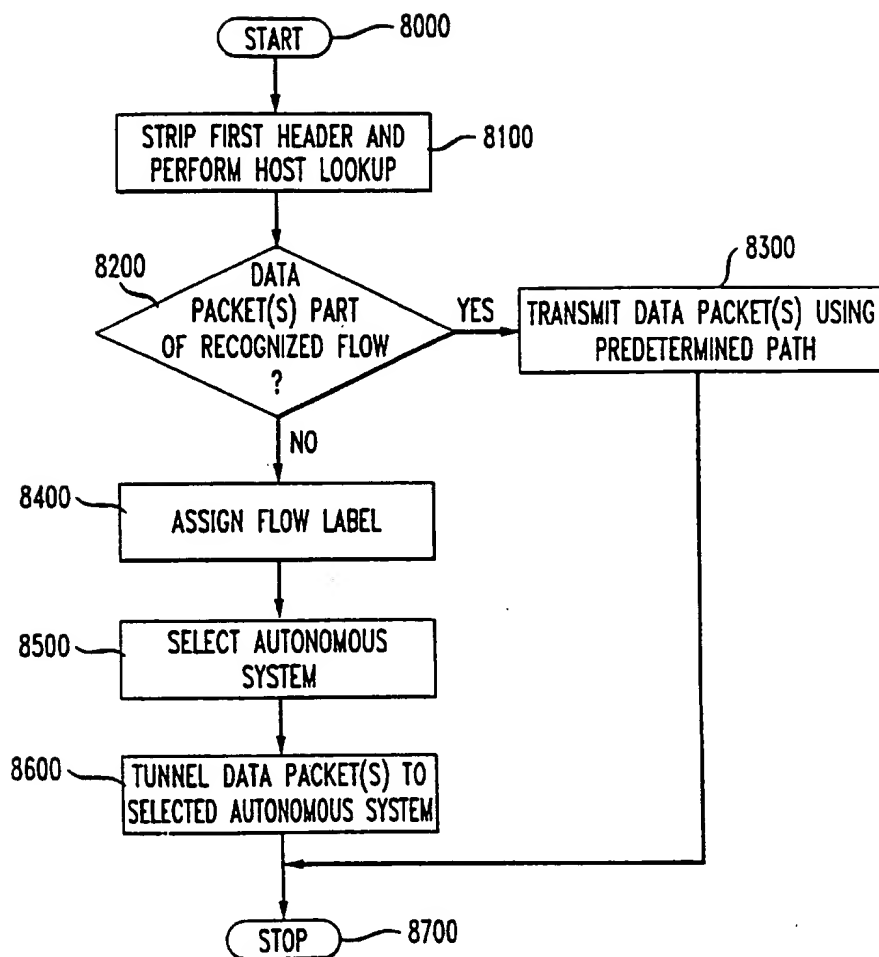 START
8000
STRIP FIRST HEADER AND
PERFORM HOST LOOKUP
8100
8200
DATA
PACKET(S) PART
OF RECOGNIZED FLOW
?
YES
8300
TRANSMIT DATA PACKET(S) USING
PREDETERMINED PATH
NO
8400
ASSIGN FLOW LABEL
8500
SELECT AUTONOMOUS
SYSTEM
8600
TUNNEL DATA PACKET(S) TO
SELECTED AUTONOMOUS SYSTEM
STOP
8700